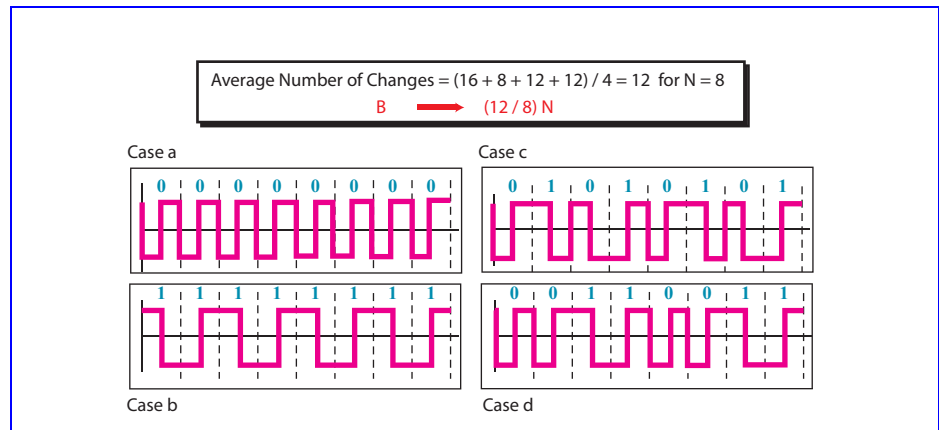 Average Number of Changes = (16 + 8 + 12 + 12) / 4 = 12 for N = 8
B (12 / 8) N
Case a
0 0 0 0 0 0 0 0
Case c
0 1 0 1 0 1 0 1
1 1 1 1 1 1 1 1
Case b
0 0 1 1 0 0 1 1
Case d